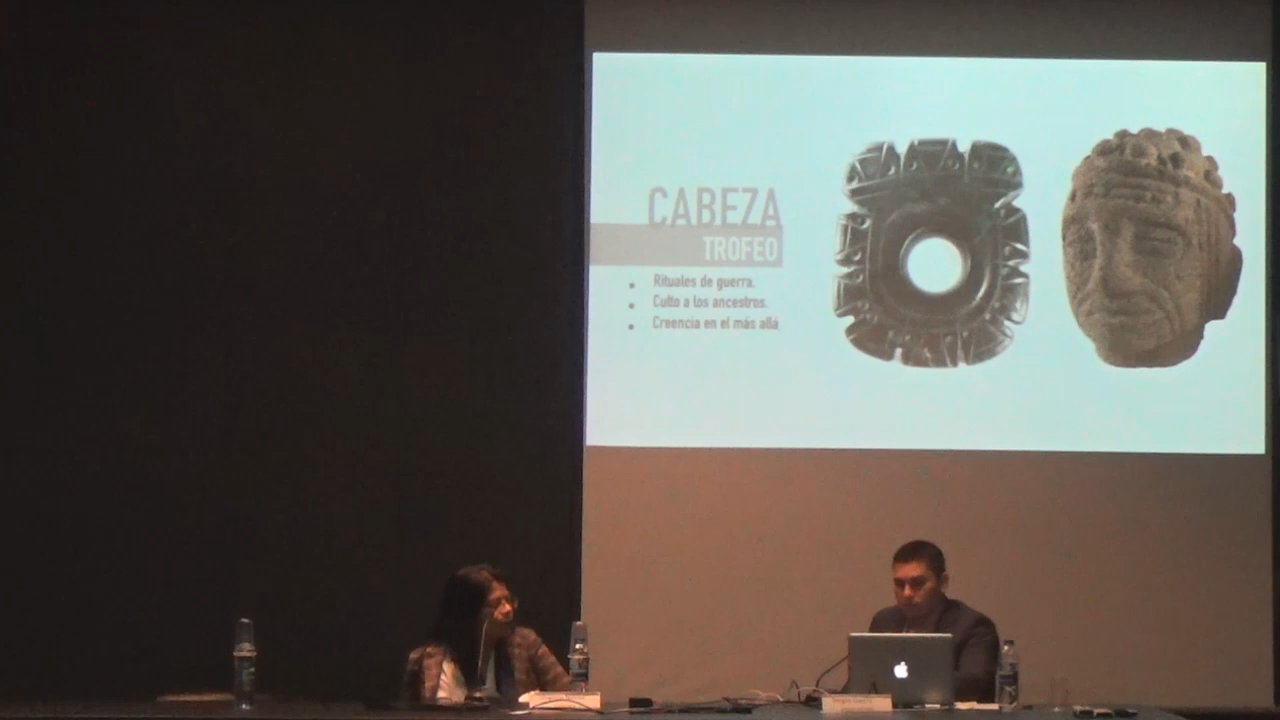 CABEZA
TROFEO
Rituales de guerra.
Culto a los ancestros.
Creencia en el más allá